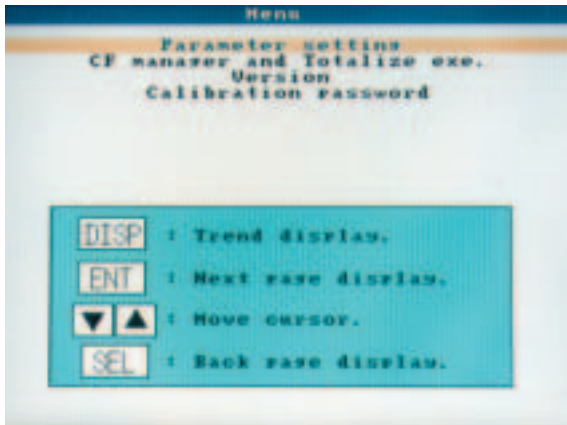 Menu
Parameter setting
CF manager and Totalize exe.
Version
Calibration password
DISP : Trend display.
ENT : Next page display.
▼ ▲ : Move cursor.
SEL : Back page display.